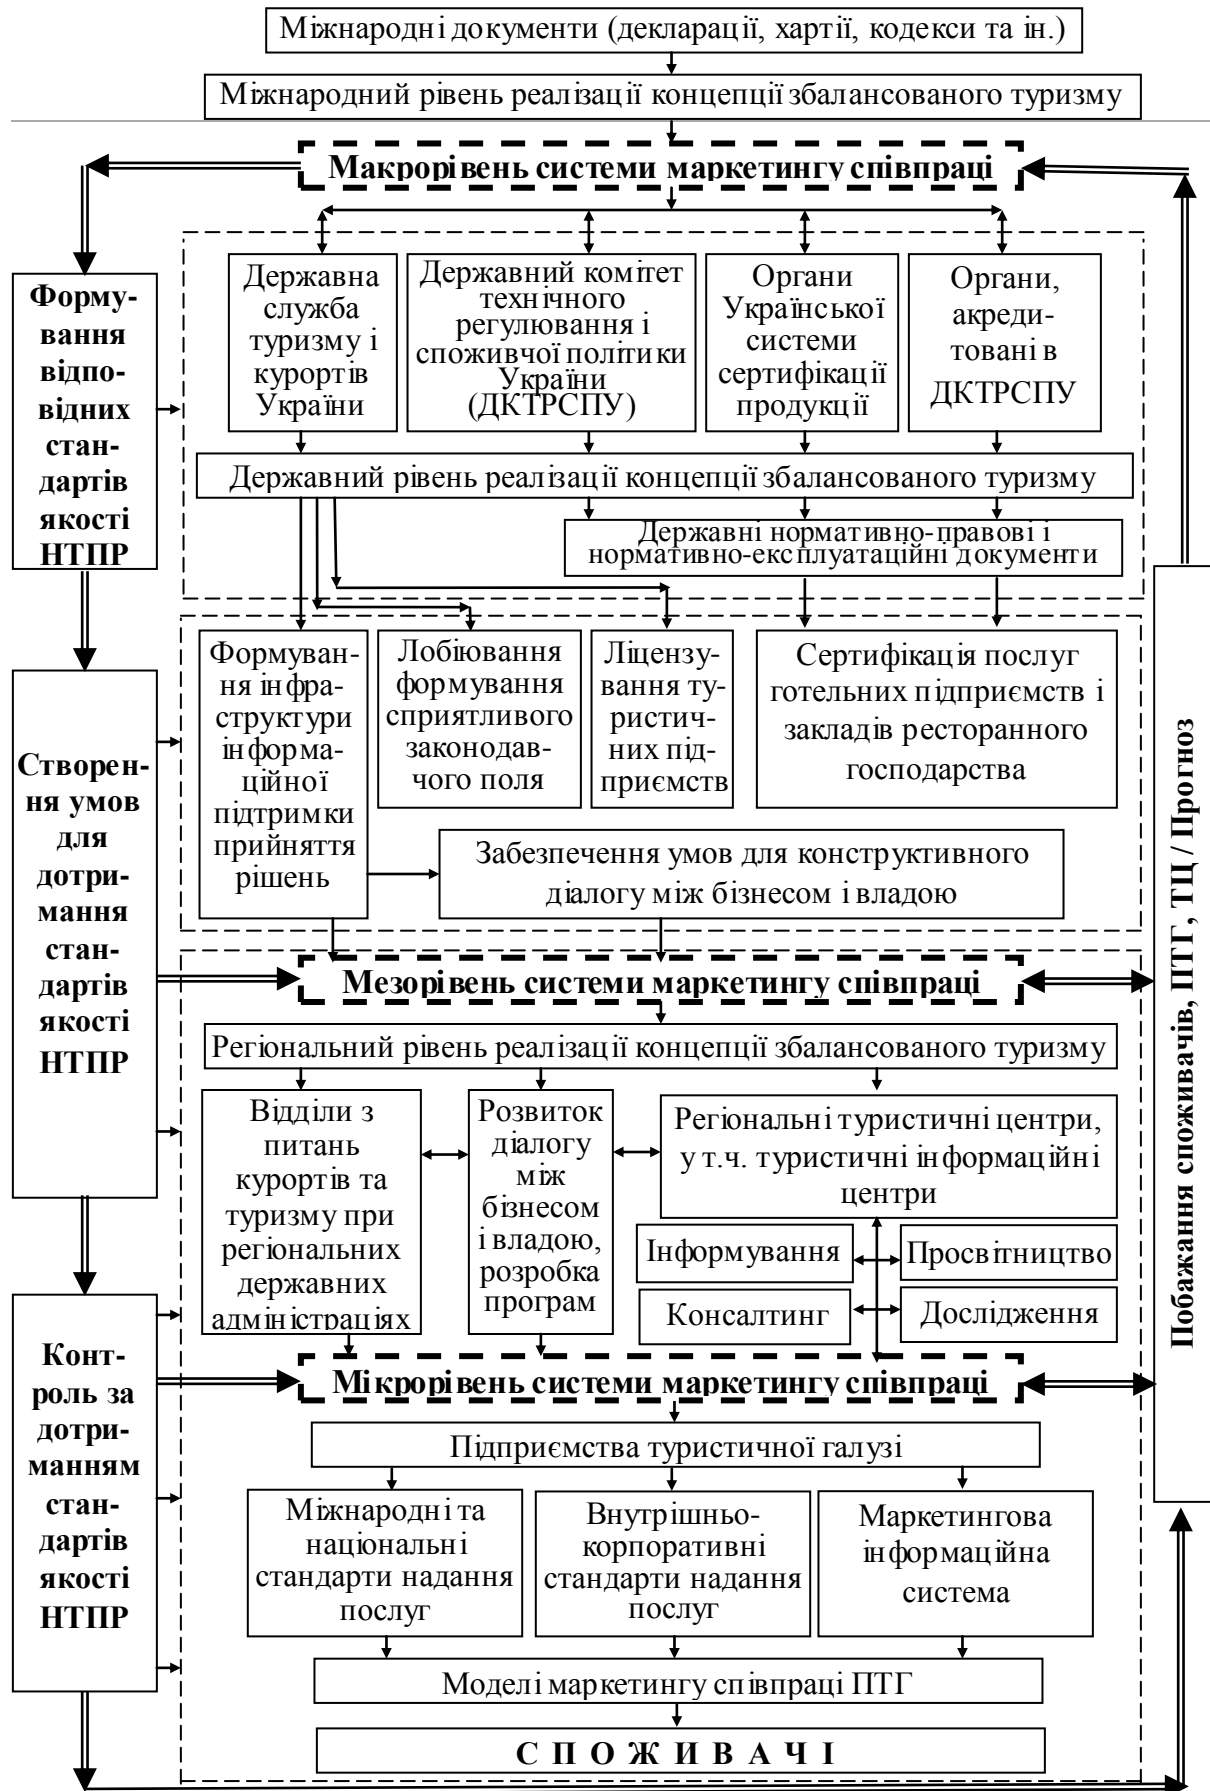 Міжнародні документи (декларації, хартії, кодекси та ін.)
Міжнародний рівень реалізації концепції збалансованого туризму
Макрорівень системи маркетингу співпраці
Форму-
вання
відпо-
відних
стан-
дартів
якості
НТПР
Державна
служба
туризму і
курортів
України
Державний комітет
технічного
регулювання і
споживчої політики
України
(ДКТРСПУ)
Органи
Української
системи
сертифікації
продукції
Органи,
акреди-
товані в
ДКТРСПУ
Державний рівень реалізації концепції збалансованого туризму
Державні нормативно-правові і
нормативно-експлуатаційні документи
Створен-
ня умов
для
дотри-
мання
стан-
дартів
якості
НТПР
Формуван-
ня інфра-
структури
інформа-
ційної
підтримки
прийняття
рішень
Лобіювання
формування
сприятливого
законодав-
чого поля
Ліцензу-
вання ту-
ристич-
них під-
приємств
Сертифікація послуг
готельних підприємств і
закладів ресторанного
господарства
Забезпечення умов для конструктивного
діалогу між бізнесом і владою
Побажання споживачів, ПТГ, ТЦ / Прогноз
Мезорівень системи маркетингу співпраці
Регіональний рівень реалізації концепції збалансованого туризму
Відділи з
питань
курортів та
туризму при
регіональних
державних
адміністраціях
Розвиток
діалогу
між
бізнесом
і владою,
розробка
програм
Регіональні туристичні центри,
у т.ч. туристичні інформаційні
центри
Інформування
Просвітництво
Консалтинг
Дослідження
Конт-
роль за
дотри-
манням
стан-
дартів
якості
НТПР
Мікрорівень системи маркетингу співпраці
Підприємства туристичної галузі
Міжнародні та
національні
стандарти надання
послуг
Внутрішньо-
корпоративні
стандарти надання
послуг
Маркетингова
інформаційна
система
Моделі маркетингу співпраці ПТГ
С П О Ж И В А Ч І